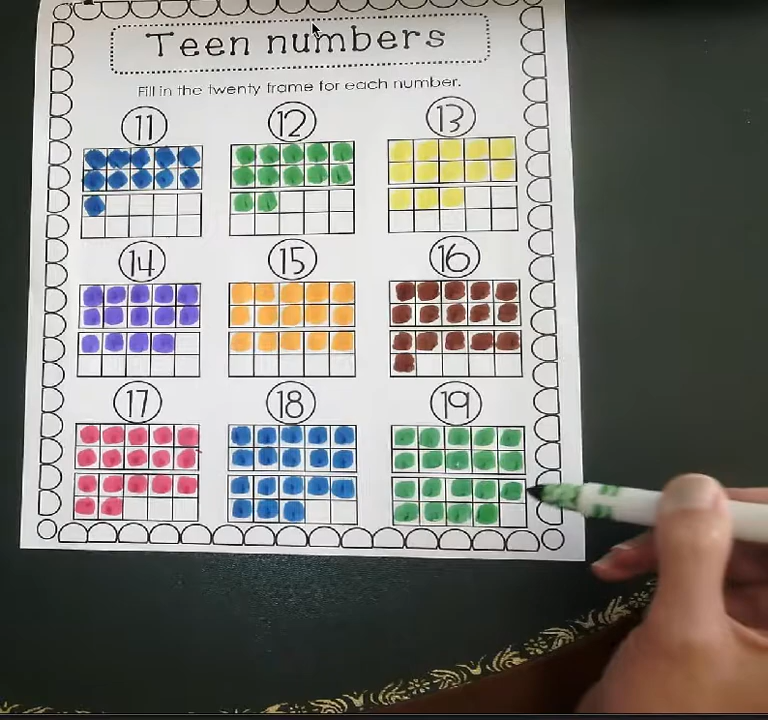 Teen numbers
Fill in the twenty frame for each number.
11 12 13
14 15 16
17 18 19